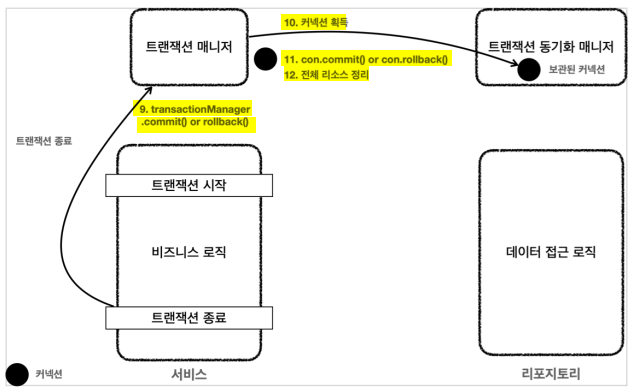 10. 커넥션 획득
트랜잭션 매니저
트랜잭션 동기화 매니저
11. con.commit() or con.rollback()
12. 전체 리소스 정리
보관된 커넥션
9. transactionManager
.commit() or rollback()
트랜잭션 종료
트랜잭션 시작
비즈니스 로직
데이터 접근 로직
트랜잭션 종료
커넥션
서비스
리포지토리